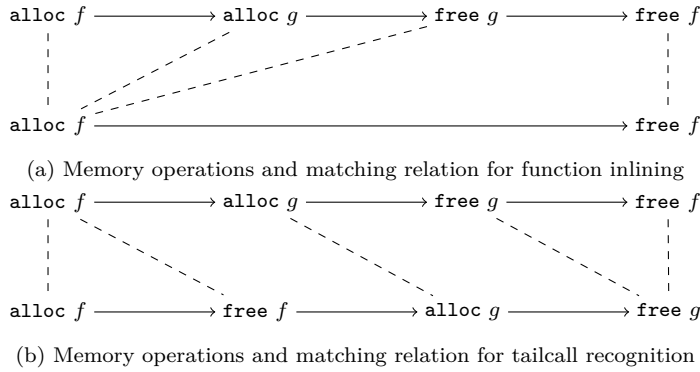 alloc f alloc g free g free f
alloc f free f
(a) Memory operations and matching relation for function inlining
alloc f alloc g free g free f
alloc f free f alloc g free g
(b) Memory operations and matching relation for tailcall recognition